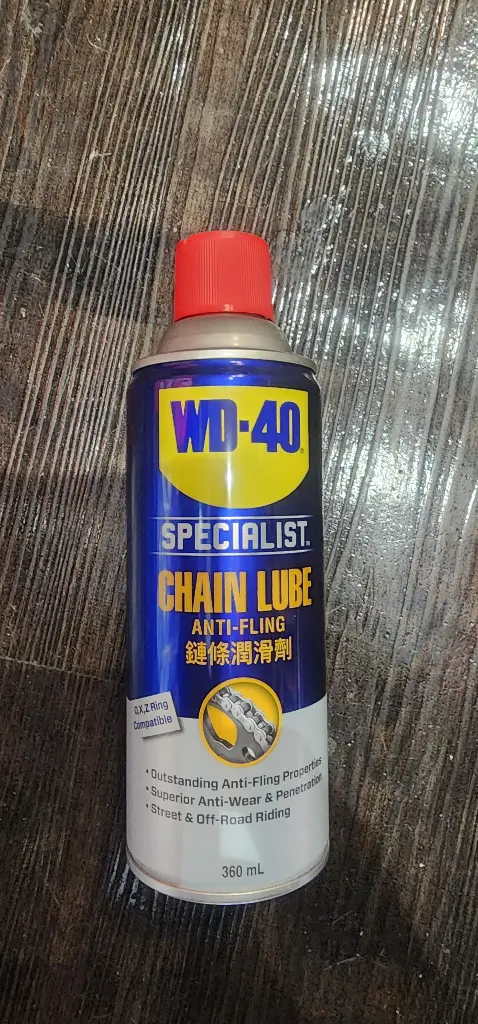 WD-40®
SPECIALIST™
CHAIN LUBE
ANTI-FLING
鏈條潤滑劑
O,X,Z Ring
Compatible
• Outstanding Anti-Fling Properties
• Superior Anti-Wear & Penetration
• Street & Off-Road Riding
360 mL